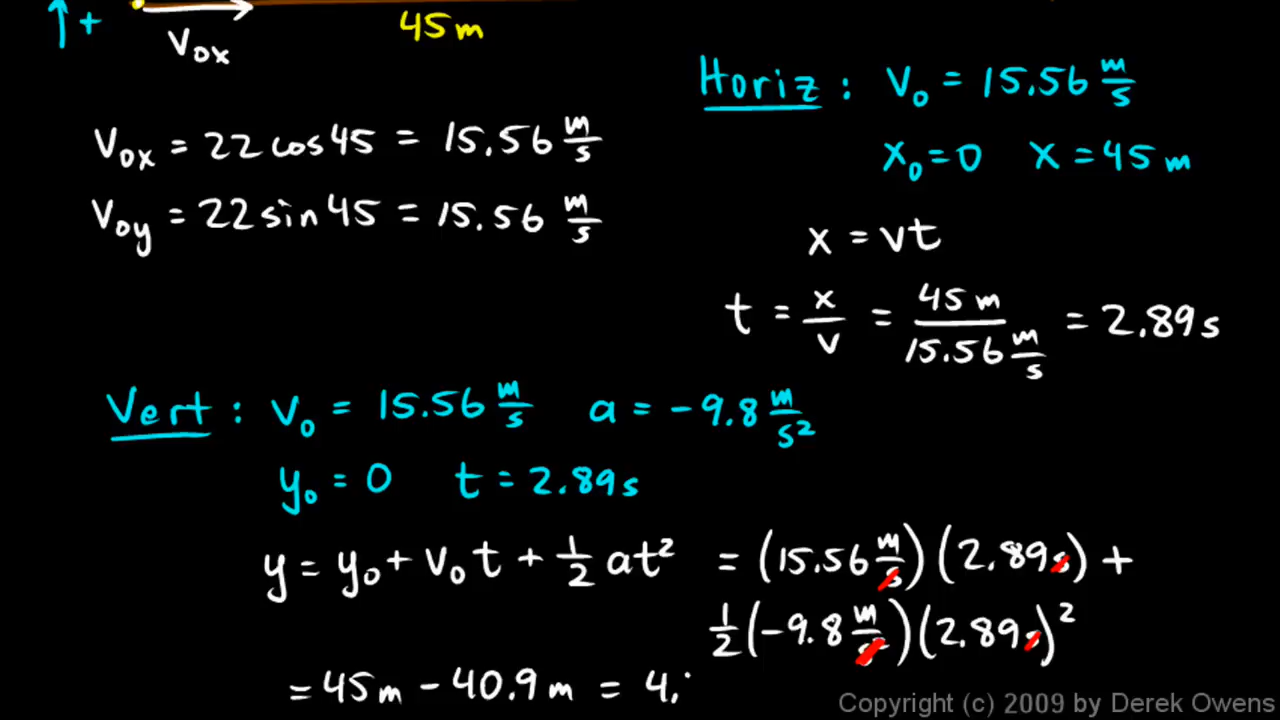 +
V₀ₓ
45 m
Horiz : V₀ = 15.56 m/s
X₀ = 0 X = 45 m
V₀ₓ = 22 cos 45 = 15.56 m/s
V₀y = 22 sin 45 = 15.56 m/s
x = vt
t = x/v = 45 m / 15.56 m/s = 2.89 s
Vert : V₀ = 15.56 m/s a = -9.8 m/s²
y₀ = 0 t = 2.89 s
y = y₀ + V₀ t + ½ at² = (15.56 m/s)(2.89 s) +
½ (-9.8 m/s²)(2.89 s)²
= 45 m - 40.9 m = 4.
Copyright (c) 2009 by Derek Owens